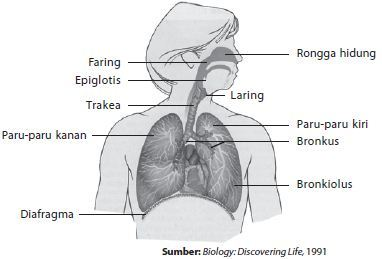 Rongga hidung
Faring
Epiglotis
Laring
Trakea
Paru-paru kiri
Paru-paru kanan
Bronkus
Bronkiolus
Diafragma
Sumber: Biology: Discovering Life, 1991